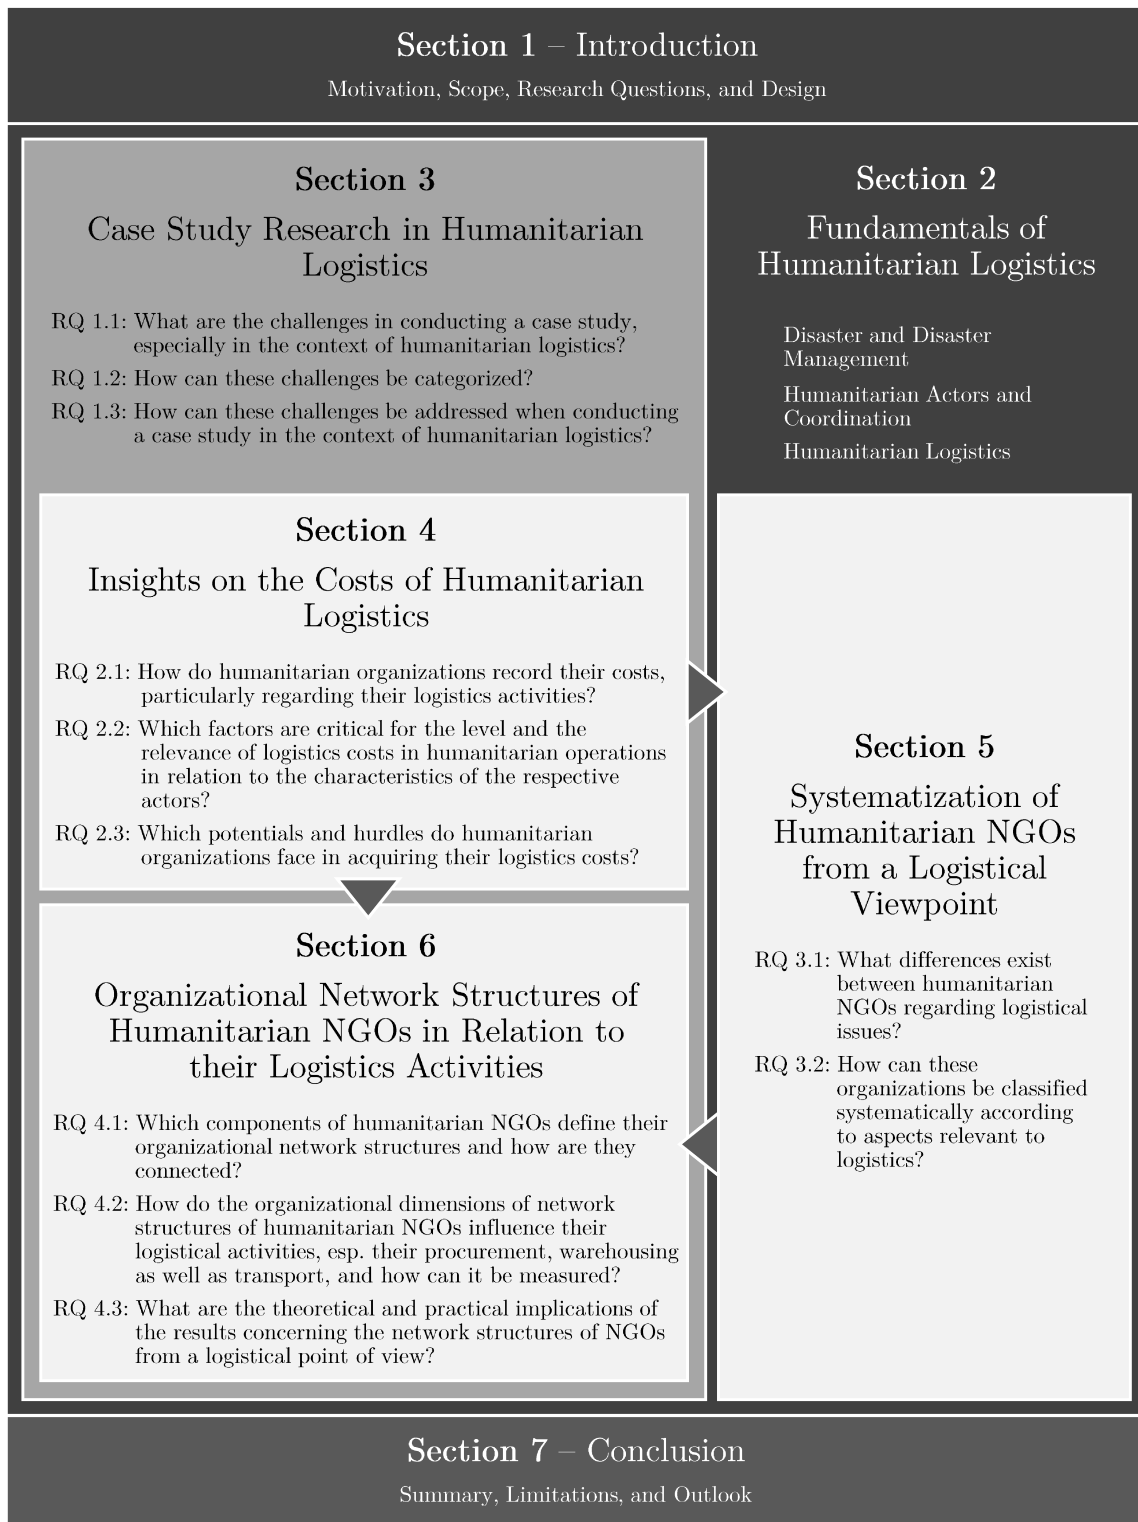 Section 1 – Introduction
Motivation, Scope, Research Questions, and Design
Section 3
Case Study Research in Humanitarian
Logistics
RQ 1.1: What are the challenges in conducting a case study,
especially in the context of humanitarian logistics?
RQ 1.2: How can these challenges be categorized?
RQ 1.3: How can these challenges be addressed when conducting
a case study in the context of humanitarian logistics?
Section 2
Fundamentals of
Humanitarian Logistics
Disaster and Disaster
Management
Humanitarian Actors and
Coordination
Humanitarian Logistics
Section 4
Insights on the Costs of Humanitarian
Logistics
RQ 2.1: How do humanitarian organizations record their costs,
particularly regarding their logistics activities?
RQ 2.2: Which factors are critical for the level and the
relevance of logistics costs in humanitarian operations
in relation to the characteristics of the respective
actors?
RQ 2.3: Which potentials and hurdles do humanitarian
organizations face in acquiring their logistics costs?
Section 5
Systematization of
Humanitarian NGOs
from a Logistical
Viewpoint
RQ 3.1: What differences exist
between humanitarian
NGOs regarding logistical
issues?
RQ 3.2: How can these
organizations be classified
systematically according
to aspects relevant to
logistics?
Section 6
Organizational Network Structures of
Humanitarian NGOs in Relation to
their Logistics Activities
RQ 4.1: Which components of humanitarian NGOs define their
organizational network structures and how are they
connected?
RQ 4.2: How do the organizational dimensions of network
structures of humanitarian NGOs influence their
logistical activities, esp. their procurement, warehousing
as well as transport, and how can it be measured?
RQ 4.3: What are the theoretical and practical implications of
the results concerning the network structures of NGOs
from a logistical point of view?
Section 7 – Conclusion
Summary, Limitations, and Outlook